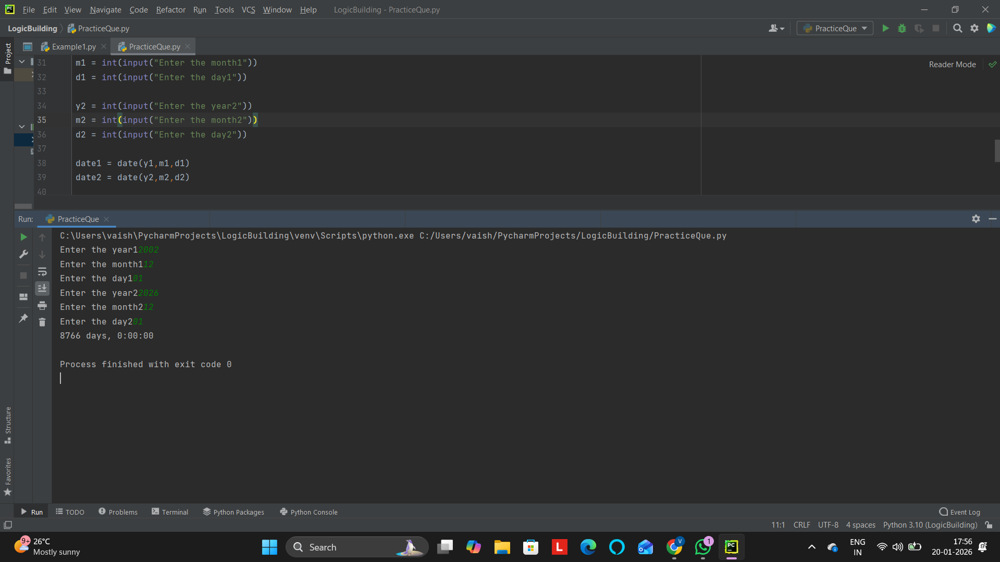 File Edit View Navigate Code Refactor Run Tools VCS Window Help LogicBuilding - PracticeQue.py
LogicBuilding PracticeQue.py PracticeQue
Project
Example1.py PracticeQue.py
31 m1 = int(input("Enter the month1"))
Reader Mode
32 d1 = int(input("Enter the day1"))
33
34 y2 = int(input("Enter the year2"))
35 m2 = int(input("Enter the month2"))
36 d2 = int(input("Enter the day2"))
37
38 date1 = date(y1,m1,d1)
39 date2 = date(y2,m2,d2)
40
Run: PracticeQue
C:\Users\vaish\PycharmProjects\LogicBuilding\venv\Scripts\python.exe C:/Users/vaish/PycharmProjects/LogicBuilding/PracticeQue.py
Enter the year12002
Enter the month112
Enter the day101
Enter the year22026
Enter the month212
Enter the day201
8766 days, 0:00:00
Process finished with exit code 0
Structure
Favorites
Run TODO Problems Terminal Python Packages Python Console Event Log
11:1 CRLF UTF-8 4 spaces Python 3.10 (LogicBuilding)
9+ 26°C
Mostly sunny
Search
L
V
1
PC
ENG
IN
17:56
20-01-2026